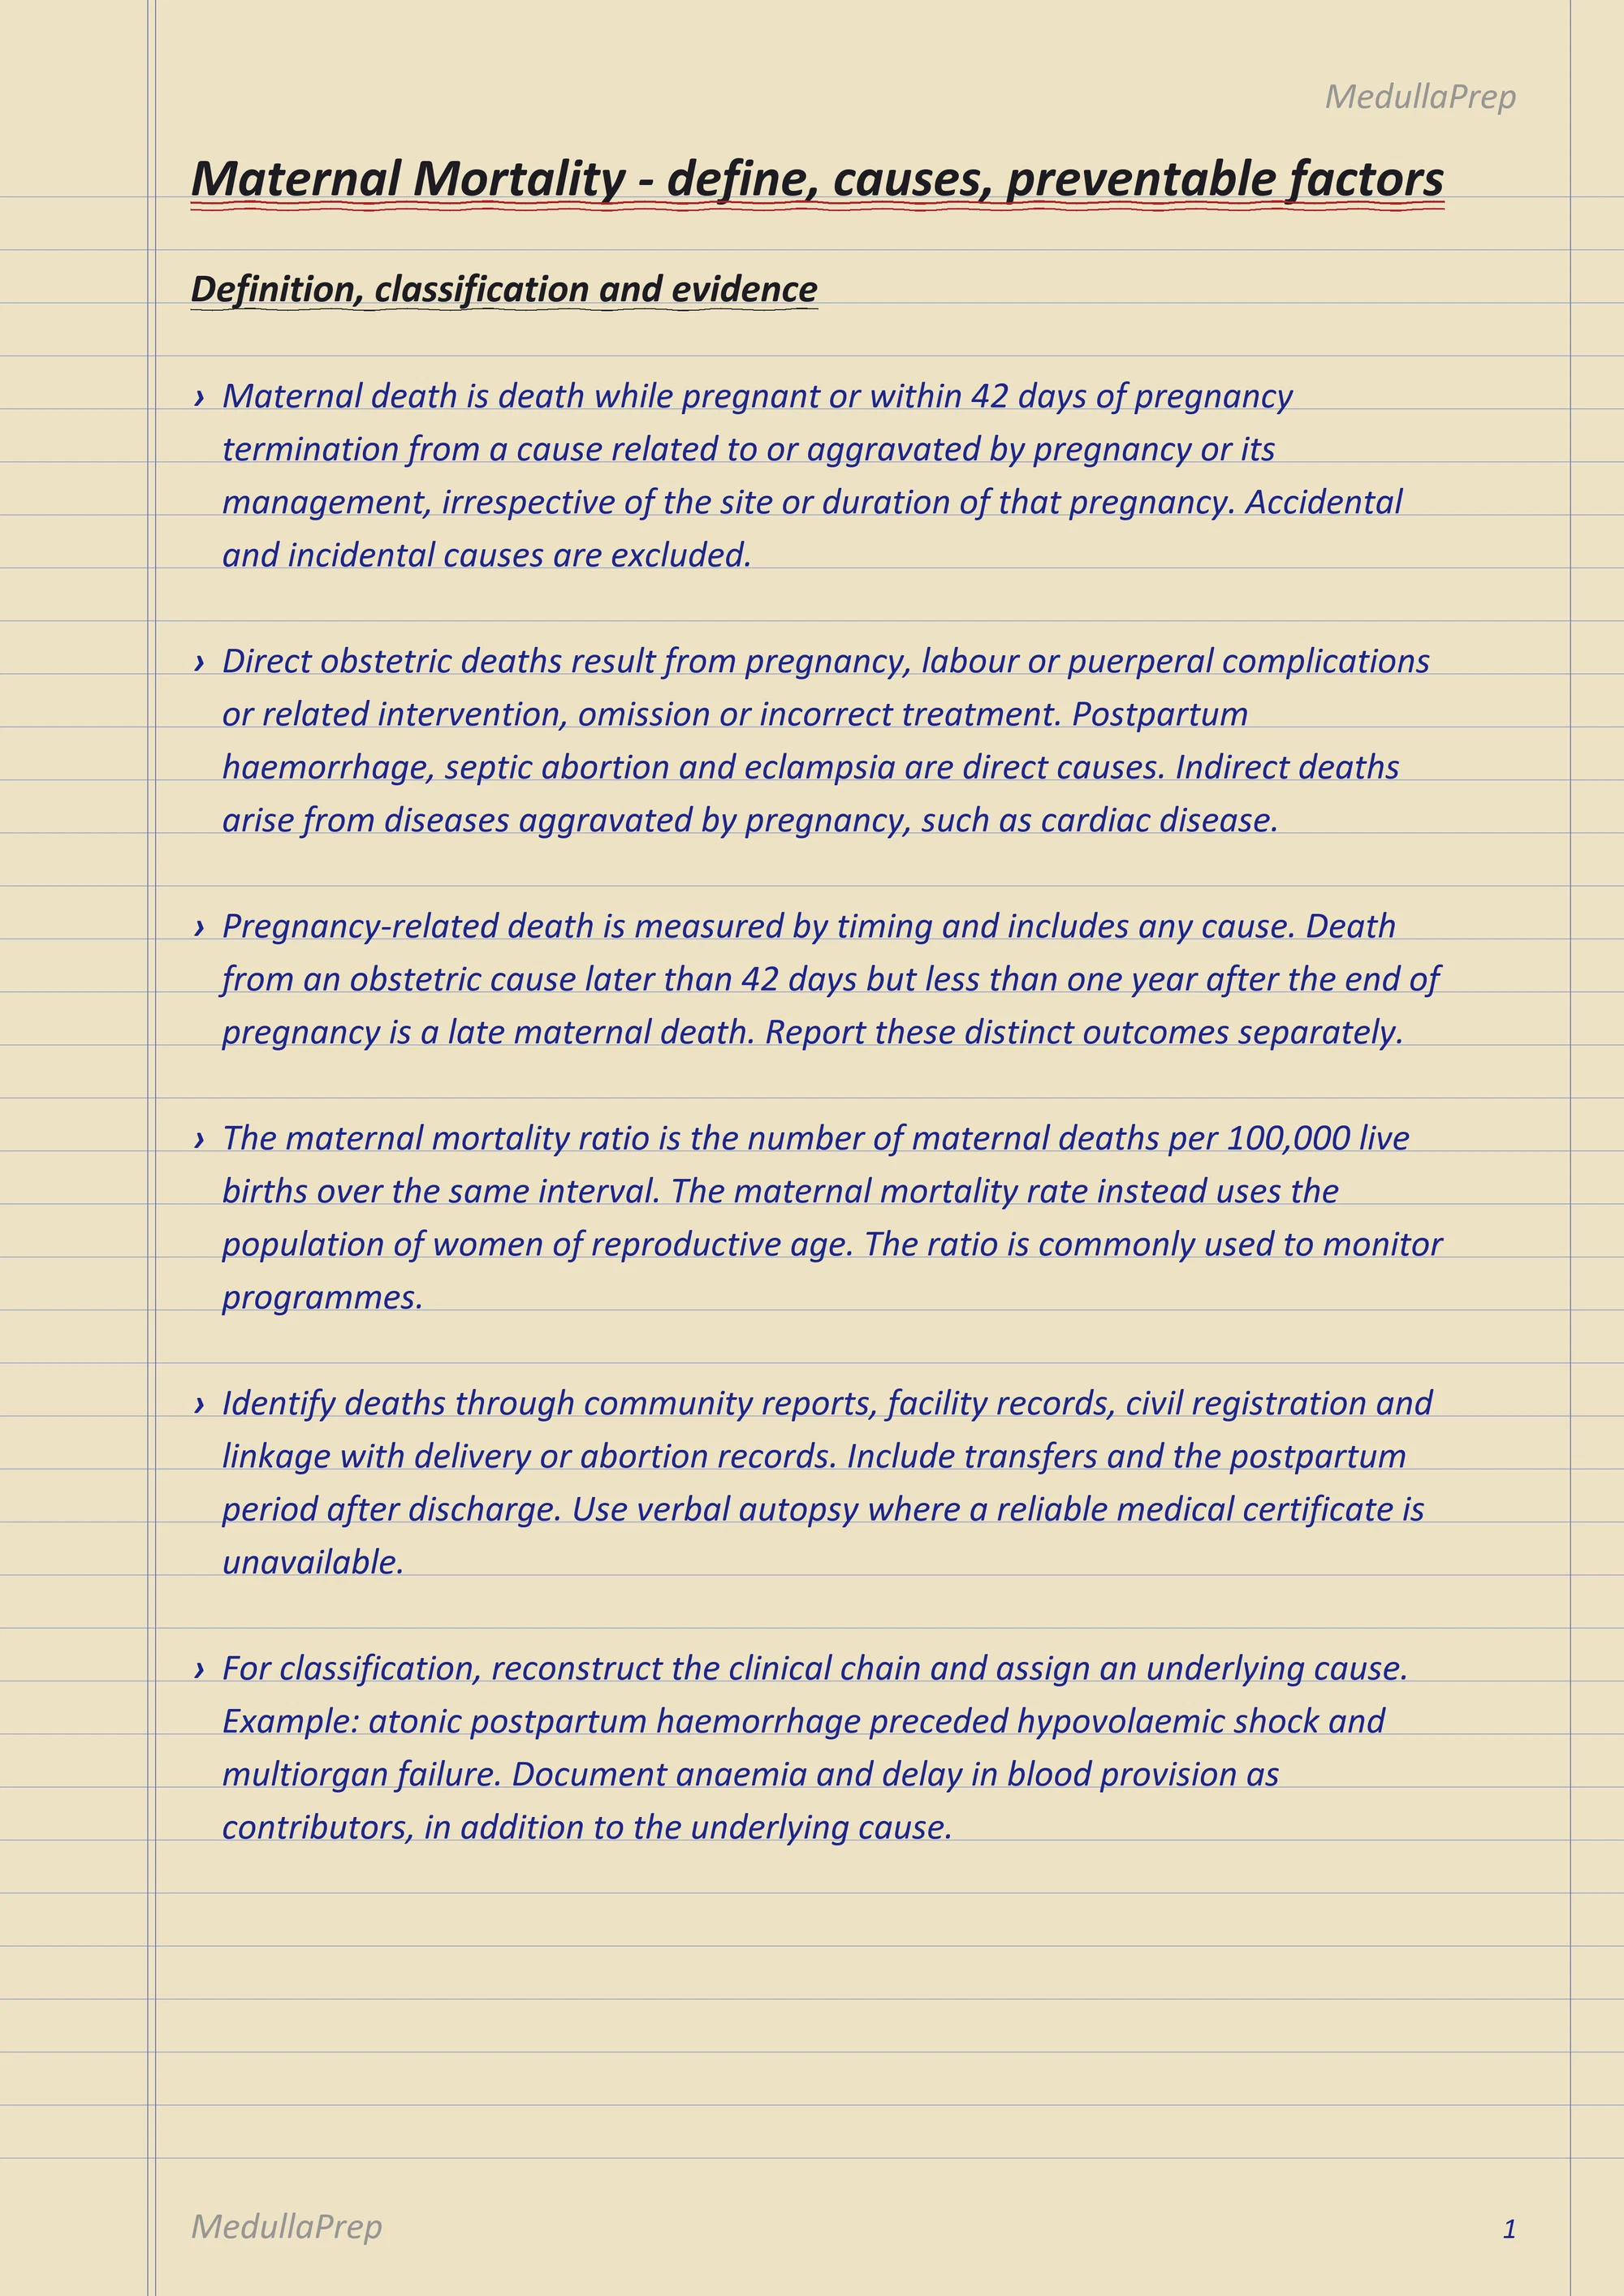 MedullaPrep
Maternal Mortality - define, causes, preventable factors
Definition, classification and evidence
› Maternal death is death while pregnant or within 42 days of pregnancy
termination from a cause related to or aggravated by pregnancy or its
management, irrespective of the site or duration of that pregnancy. Accidental
and incidental causes are excluded.
› Direct obstetric deaths result from pregnancy, labour or puerperal complications
or related intervention, omission or incorrect treatment. Postpartum
haemorrhage, septic abortion and eclampsia are direct causes. Indirect deaths
arise from diseases aggravated by pregnancy, such as cardiac disease.
› Pregnancy-related death is measured by timing and includes any cause. Death
from an obstetric cause later than 42 days but less than one year after the end of
pregnancy is a late maternal death. Report these distinct outcomes separately.
› The maternal mortality ratio is the number of maternal deaths per 100,000 live
births over the same interval. The maternal mortality rate instead uses the
population of women of reproductive age. The ratio is commonly used to monitor
programmes.
› Identify deaths through community reports, facility records, civil registration and
linkage with delivery or abortion records. Include transfers and the postpartum
period after discharge. Use verbal autopsy where a reliable medical certificate is
unavailable.
› For classification, reconstruct the clinical chain and assign an underlying cause.
Example: atonic postpartum haemorrhage preceded hypovolaemic shock and
multiorgan failure. Document anaemia and delay in blood provision as
contributors, in addition to the underlying cause.
MedullaPrep
1